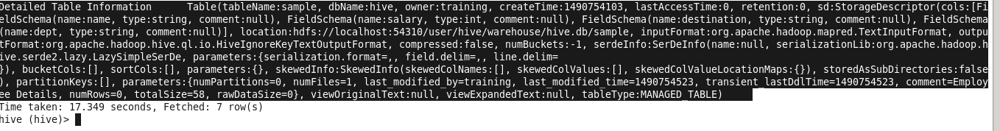 Detailed Table Information	Table(tableName:sample, dbName:hive, owner:training, createTime:1490754103, lastAccessTime:0, retention:0, sd:StorageDescriptor(cols:[Fi
eldSchema(name:name, type:string, comment:null), FieldSchema(name:salary, type:int, comment:null), FieldSchema(name:destination, type:string, comment:null), FieldSchema
(name:dept, type:string, comment:null)], location:hdfs://localhost:54310/user/hive/warehouse/hive.db/sample, inputFormat:org.apache.hadoop.mapred.TextInputFormat, outpu
tFormat:org.apache.hadoop.hive.ql.io.HiveIgnoreKeyTextOutputFormat, compressed:false, numBuckets:-1, serdeInfo:SerDeInfo(name:null, serializationLib:org.apache.hadoop.h
ive.serde2.lazy.LazySimpleSerDe, parameters:{serialization.format=,, field.delim=,, line.delim=
}), bucketCols:[], sortCols:[], parameters:{}, skewedInfo:SkewedInfo(skewedColNames:[], skewedColValues:[], skewedColValueLocationMaps:{}), storedAsSubDirectories:false
), partitionKeys:[], parameters:{numPartitions=0, numFiles=1, last_modified_by=training, last_modified_time=1490754523, transient_lastDdlTime=1490754523, comment=Employ
ee Details, numRows=0, totalSize=58, rawDataSize=0}, viewOriginalText:null, viewExpandedText:null, tableType:MANAGED_TABLE)
Time taken: 17.349 seconds, Fetched: 7 row(s)
hive (hive)>